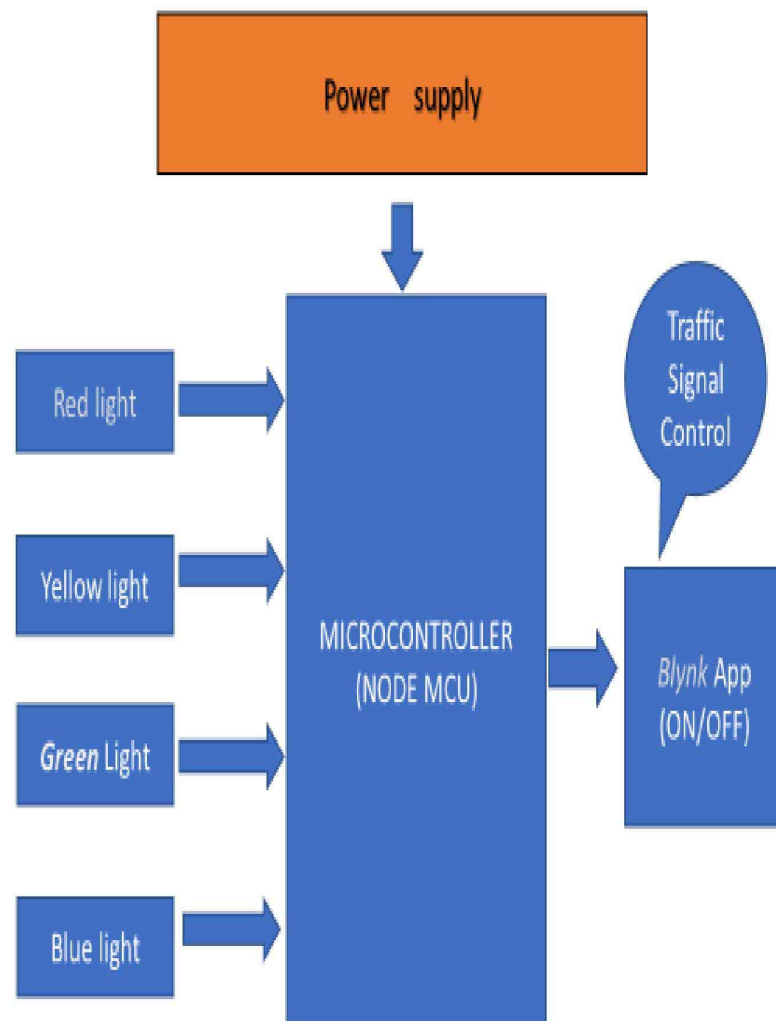 Power supply
Traffic
Signal
Control
Red light
Yellow light
MICROCONTROLLER
(NODE MCU)
Blynk App
(ON/OFF)
Green Light
Blue light